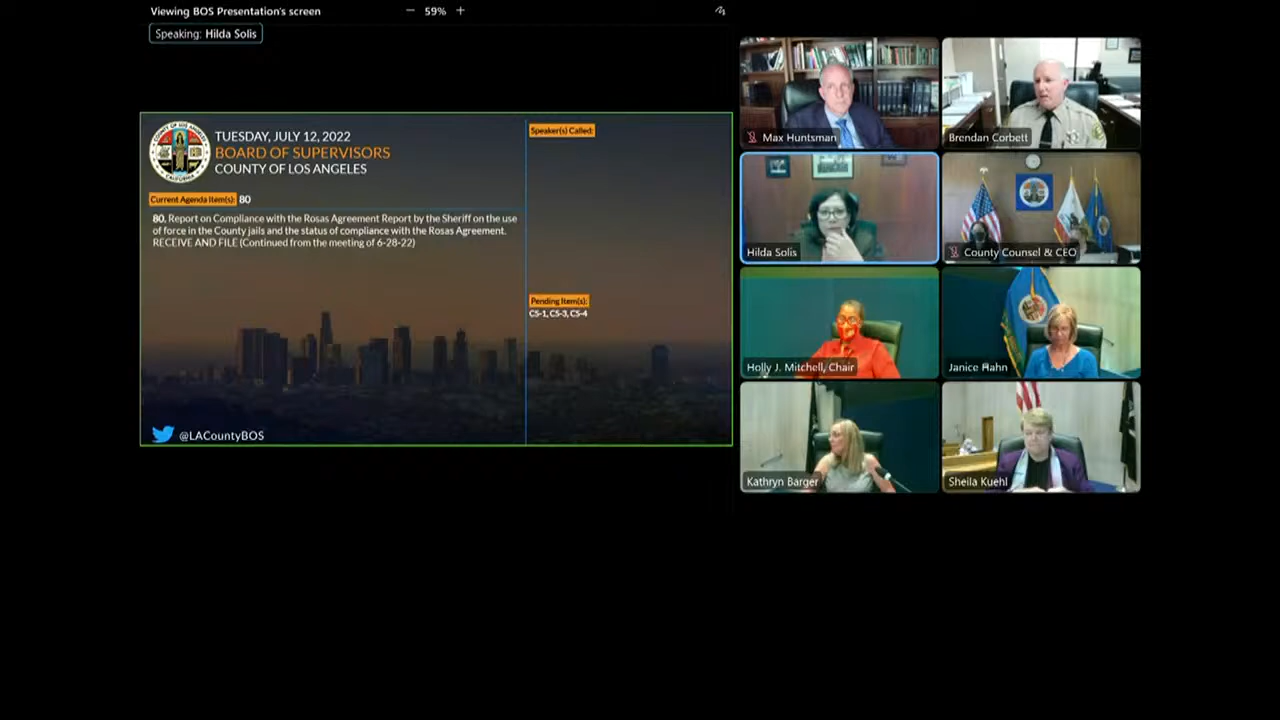 Viewing BOS Presentation's screen
59%
Speaking: Hilda Solis
TUESDAY, JULY 12, 2022
BOARD OF SUPERVISORS
COUNTY OF LOS ANGELES
Current Agenda Item(s): 80
80. Report on Compliance with the Rosas Agreement Report by the Sheriff on the use
of force in the County jails and the status of compliance with the Rosas Agreement.
RECEIVE AND FILE (Continued from the meeting of 6-28-22)
Speaker(s) Called:
Pending Item(s):
CS-1, CS-3, CS-4
@LACountyBOS
Max Huntsman
Brendan Corbett
Hilda Solis
County Counsel & CEO
Holly J. Mitchell, Chair
Janice Hahn
Kathryn Barger
Sheila Kuehl